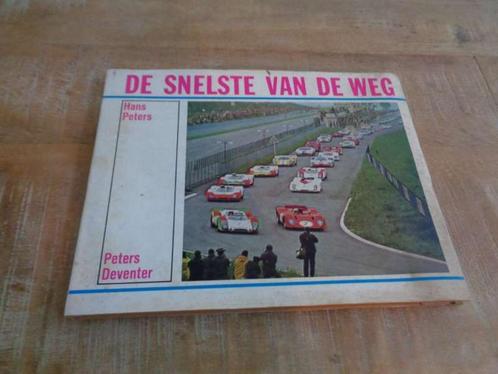 DE SNELSTE VAN DE WEG
Hans
Peters
Peters
Deventer